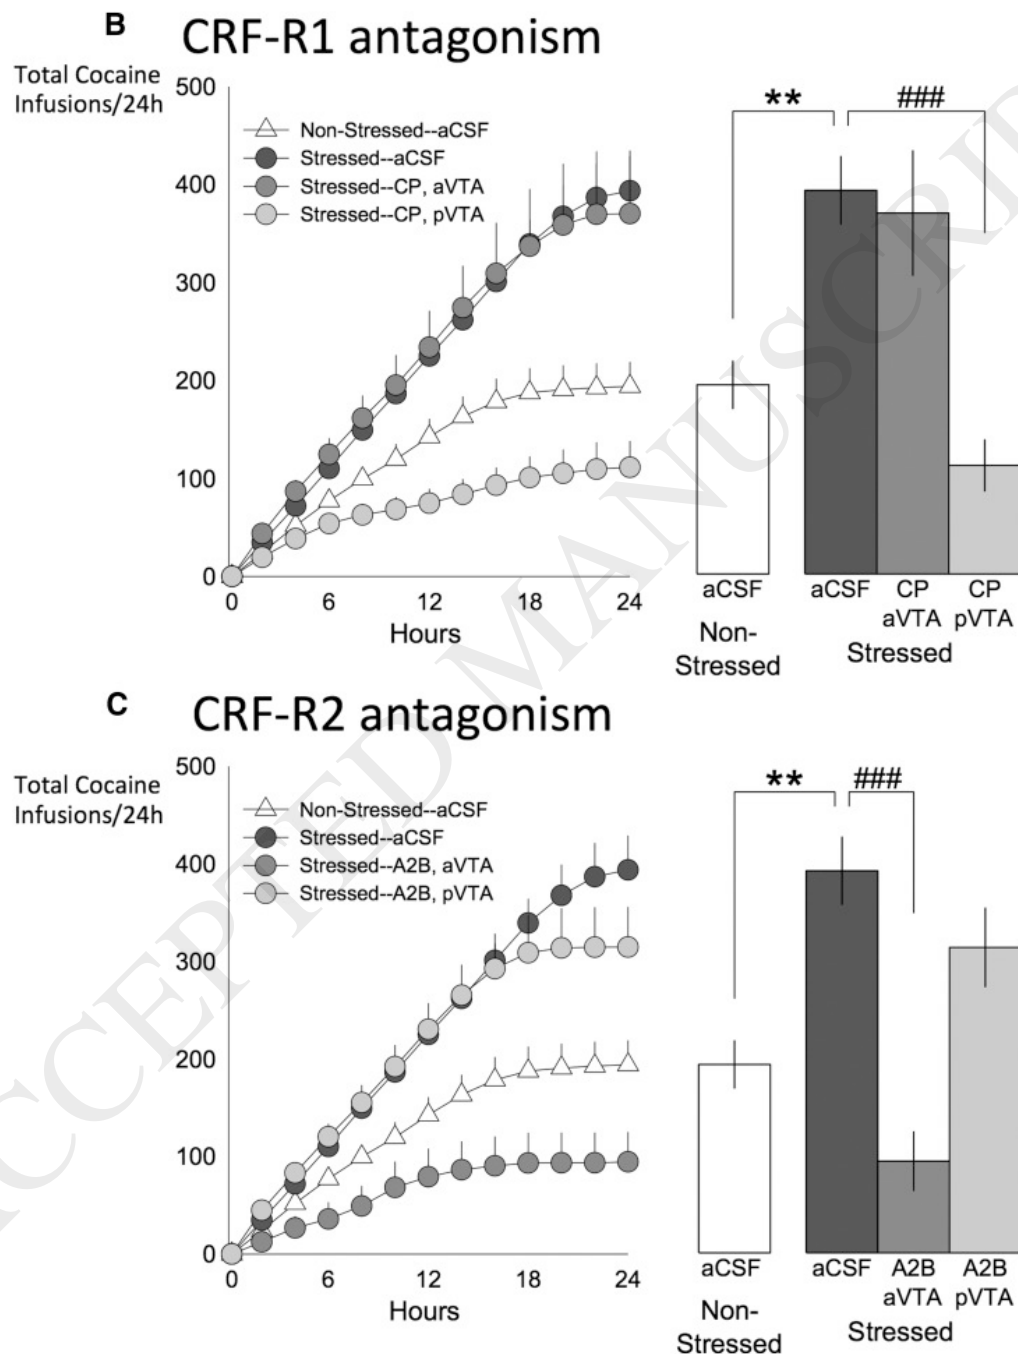 B CRF-R1 antagonism
Total Cocaine
Infusions/24h
500
400
300
200
100
0
Non-Stressed--aCSF
Stressed--aCSF
Stressed--CP, aVTA
Stressed--CP, pVTA
0 6 12 18 24
Hours
** ###
aCSF aCSF CP CP
aVTA pVTA
Non-
Stressed
Stressed
C CRF-R2 antagonism
Total Cocaine
Infusions/24h
500
400
300
200
100
0
Non-Stressed--aCSF
Stressed--aCSF
Stressed--A2B, aVTA
Stressed--A2B, pVTA
0 6 12 18 24
Hours
** ###
aCSF aCSF A2B A2B
aVTA pVTA
Non-
Stressed
Stressed
ACCEPTED MANUSCRIP